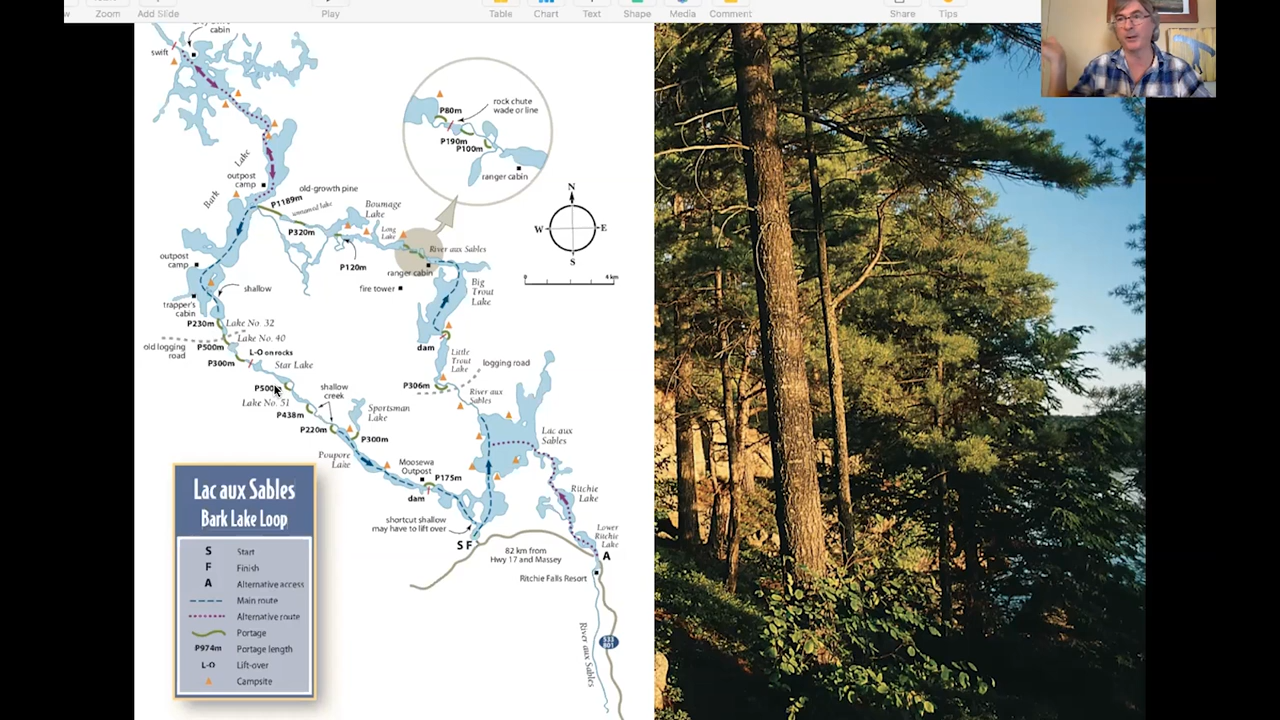 Zoom
Add Slide
Play
Table
Chart
Text
Shape
Media
Comment
Share
Tips
cabin
swift
P80m
rock chute
wade or line
P190m
P100m
ranger cabin
Lake
outpost
camp
Bark
old-growth pine
P1189m
unnamed lake
Boumage
Lake
Long
Lake
P320m
P120m
River aux Sables
ranger cabin
fire tower
N
W
E
S
0
4 km
outpost
camp
shallow
trapper's
cabin
Big
Trout
Lake
P230m
Lake No. 32
Lake No. 40
old logging
road
P500m
P300m
L-O on rocks
Star Lake
dam
Little
Trout
Lake
logging road
P306m
River aux
Sables
P500m
Lake No. 51
shallow
creek
P438m
P220m
Sportsman
Lake
P300m
Poupore
Lake
Moosewa
Outpost
P175m
dam
Lac aux
Sables
Ritchie
Lake
shortcut shallow
may have to lift over
Lower
Ritchie
Lake
S F
A
82 km from
Hwy 17 and Massey
Ritchie Falls Resort
River aux Sables
553
801
Lac aux Sables
Bark Lake Loop
S Start
F Finish
A Alternative access
Main route
Alternative route
Portage
P974m Portage length
L-O Lift-over
Campsite